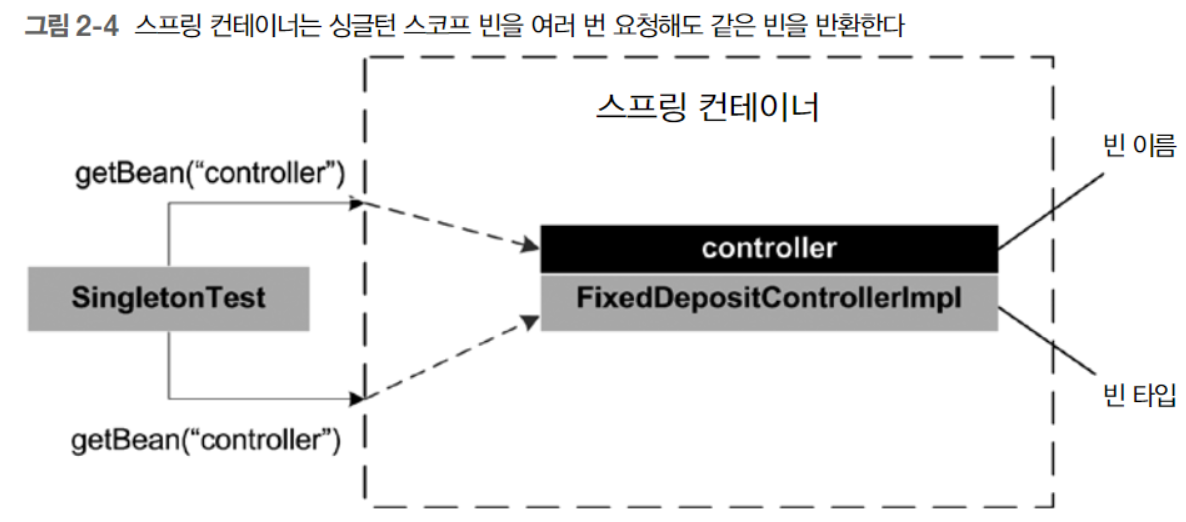 그림 2-4 스프링 컨테이너는 싱글턴 스코프 빈을 여러 번 요청해도 같은 빈을 반환한다
스프링 컨테이너
빈 이름
getBean(“controller”)
controller
SingletonTest
FixedDepositControllerImpl
빈 타입
getBean(“controller”)